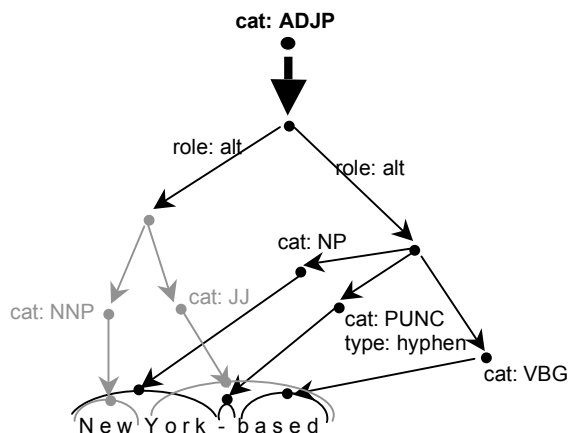 cat: ADJP
role: alt
role: alt
cat: NP
cat: JJ
cat: NNP
cat: PUNC
type: hyphen
cat: VBG
New York - based